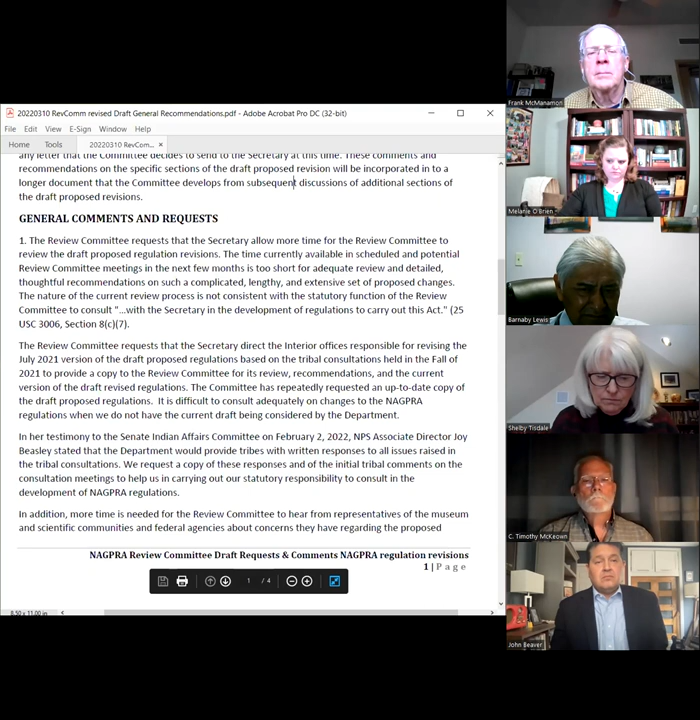 20220310 RevComm revised Draft General Recommendations.pdf - Adobe Acrobat Pro DC (32-bit)
File Edit View E-Sign Window Help
Home Tools 20220310 RevCom... ×
any letter that the Committee decides to send to the Secretary at this time. These comments and
recommendations on the specific sections of the draft proposed revision will be incorporated in to a
longer document that the Committee develops from subsequent discussions of additional sections of
the draft proposed revisions.
GENERAL COMMENTS AND REQUESTS
1. The Review Committee requests that the Secretary allow more time for the Review Committee to
review the draft proposed regulation revisions. The time currently available in scheduled and potential
Review Committee meetings in the next few months is too short for adequate review and detailed,
thoughtful recommendations on such a complicated, lengthy, and extensive set of proposed changes.
The nature of the current review process is not consistent with the statutory function of the Review
Committee to consult "...with the Secretary in the development of regulations to carry out this Act." (25
USC 3006, Section 8(c)(7).
The Review Committee requests that the Secretary direct the Interior offices responsible for revising the
July 2021 version of the draft proposed regulations based on the tribal consultations held in the Fall of
2021 to provide a copy to the Review Committee for its review, recommendations, and the current
version of the draft revised regulations. The Committee has repeatedly requested an up-to-date copy of
the draft proposed regulations. It is difficult to consult adequately on changes to the NAGPRA
regulations when we do not have the current draft being considered by the Department.
In her testimony to the Senate Indian Affairs Committee on February 2, 2022, NPS Associate Director Joy
Beasley stated that the Department would provide tribes with written responses to all issues raised in
the tribal consultations. We request a copy of these responses and of the initial tribal comments on the
consultation meetings to help us in carrying out our statutory responsibility to consult in the
development of NAGPRA regulations.
In addition, more time is needed for the Review Committee to hear from representatives of the museum
and scientific communities and federal agencies about concerns they have regarding the proposed
NAGPRA Review Committee Draft Requests & Comments NAGPRA regulation revisions
1 | Page
1 / 4
8.50 x 11.00 in
Frank McManamon
Melanie O'Brien
Barnaby Lewis
Shelby Tisdale
C. Timothy McKeown
John Beaver